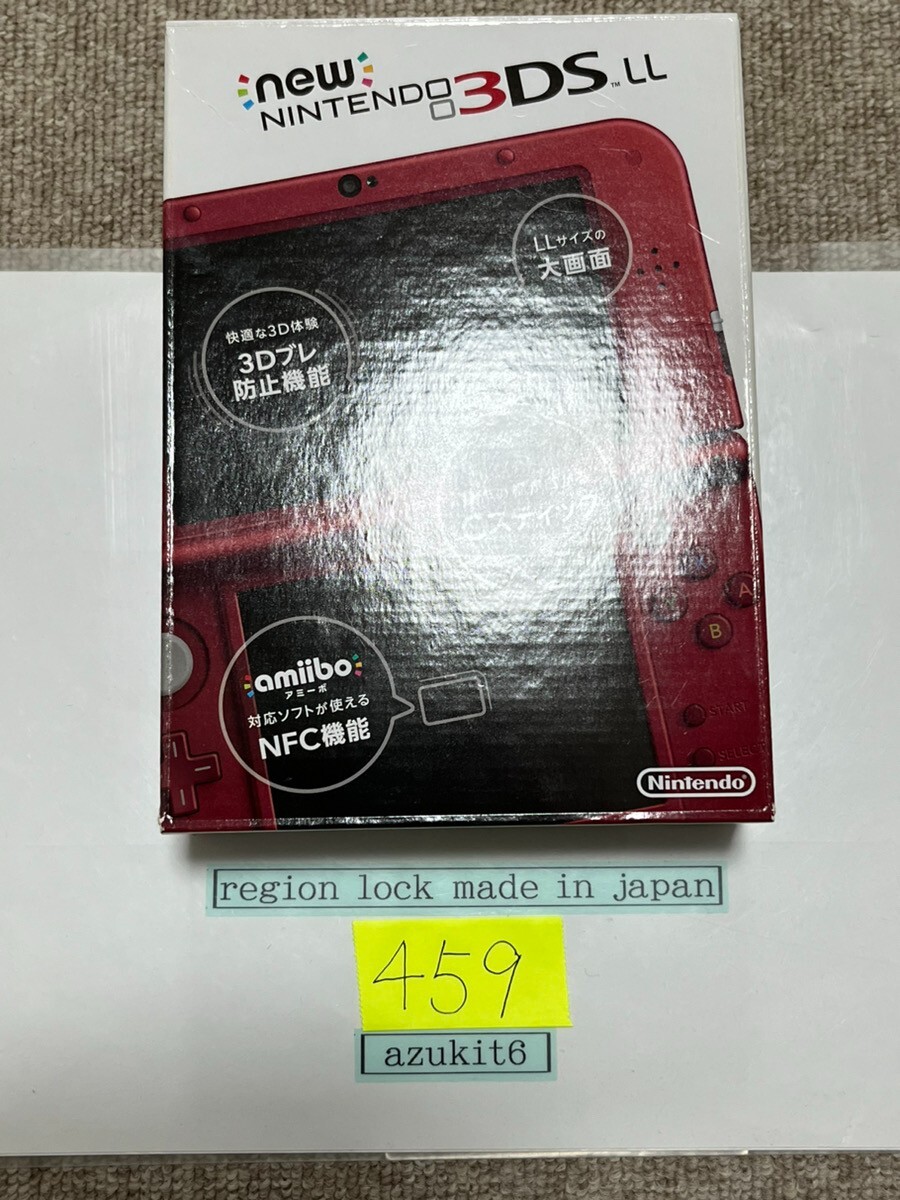 new
NINTENDO 3DS™ LL
LLサイズの
大画面
快適な3D体験
3Dブレ
防止機能
Cスティック
A
B
amiibo
アミーボ
対応ソフトが使える
NFC機能
START
SELECT
Nintendo
region lock made in japan
459
azukit6